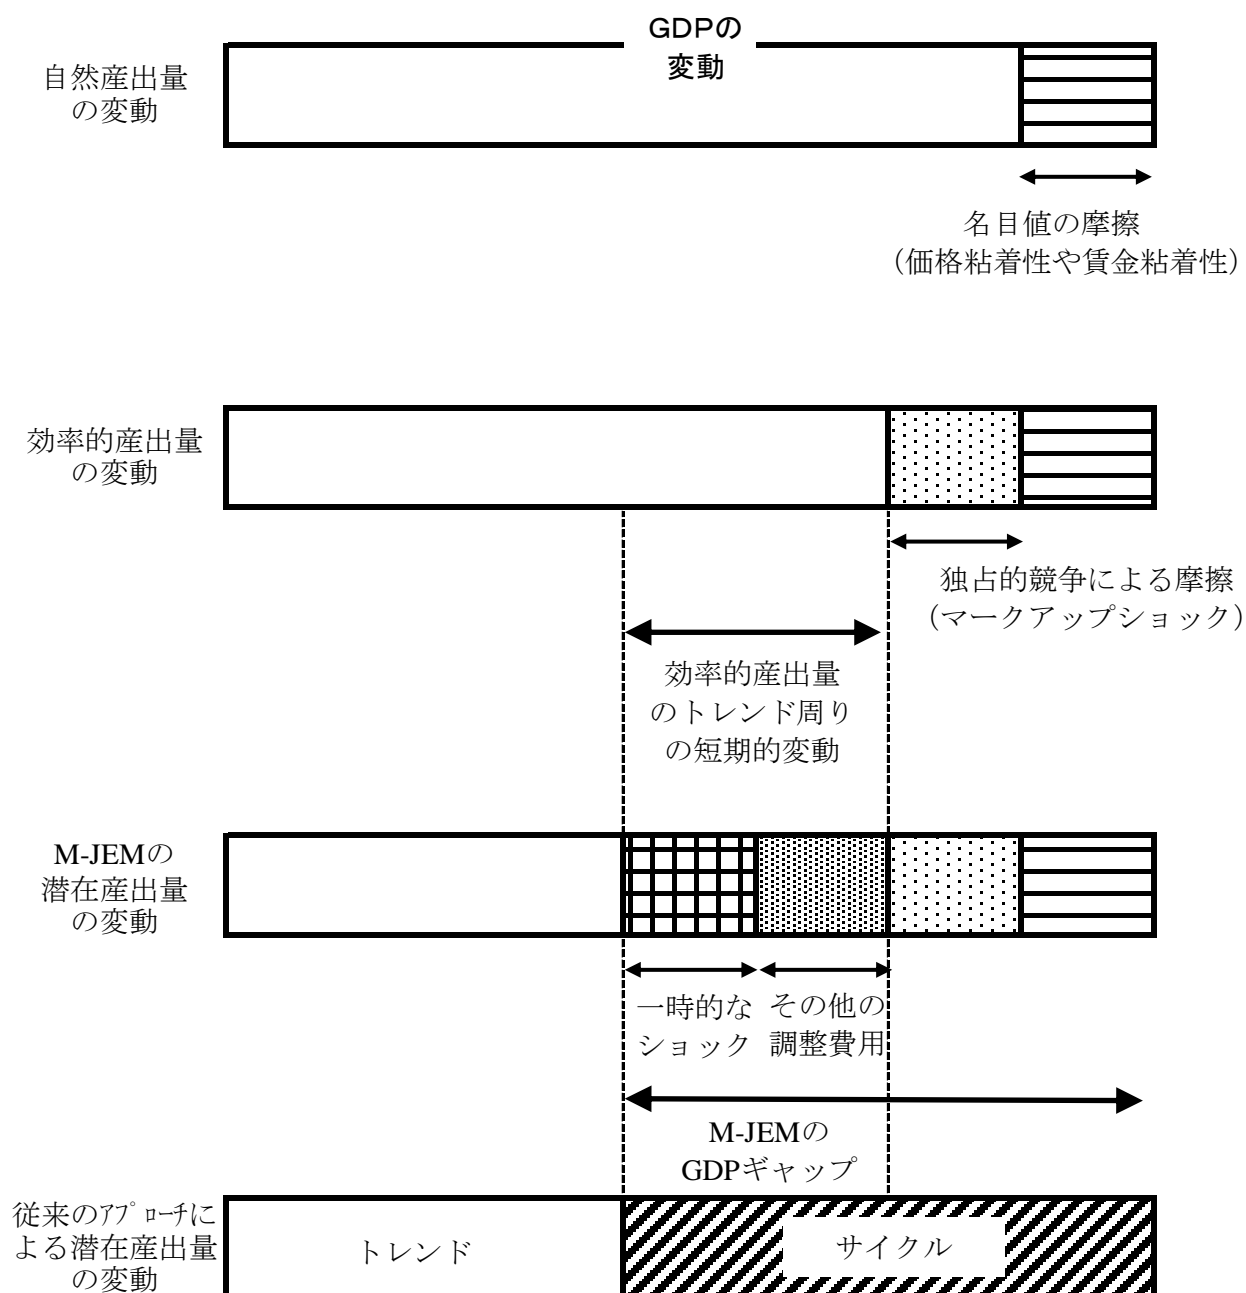 GDPの
変動
自然産出量
の変動
名目値の摩擦
（価格粘着性や賃金粘着性）
効率的産出量
の変動
独占的競争による摩擦
（マークアップショック）
効率的産出量
のトレンド周り
の短期的変動
M-JEMの
潜在産出量
の変動
一時的な
ショック
その他の
調整費用
M-JEMの
GDPギャップ
従来のｱﾌﾟﾛｰﾁに
よる潜在産出量
の変動
トレンド
サイクル